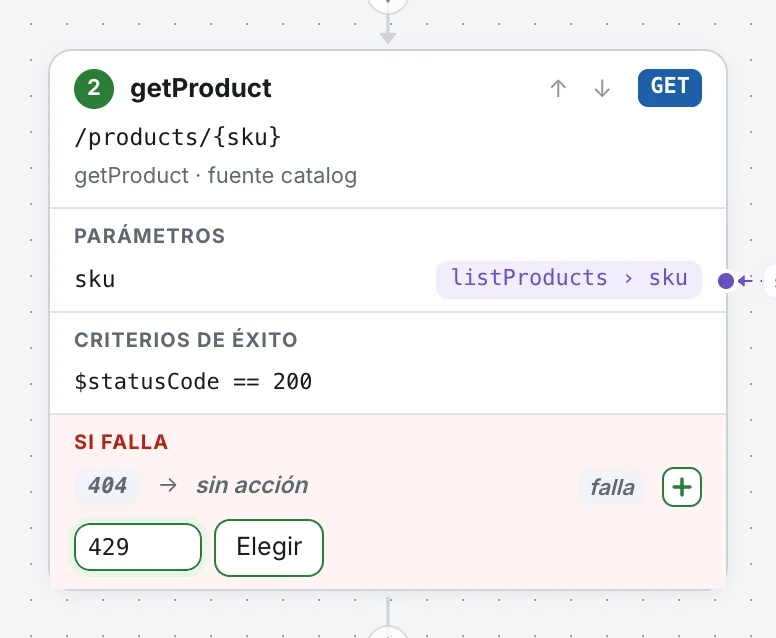 2 getProduct ↑ ↓ GET
/products/{sku}
getProduct · fuente catalog
PARÁMETROS
sku listProducts › sku
CRITERIOS DE ÉXITO
$statusCode == 200
SI FALLA
404 → sin acción falla +
429 Elegir